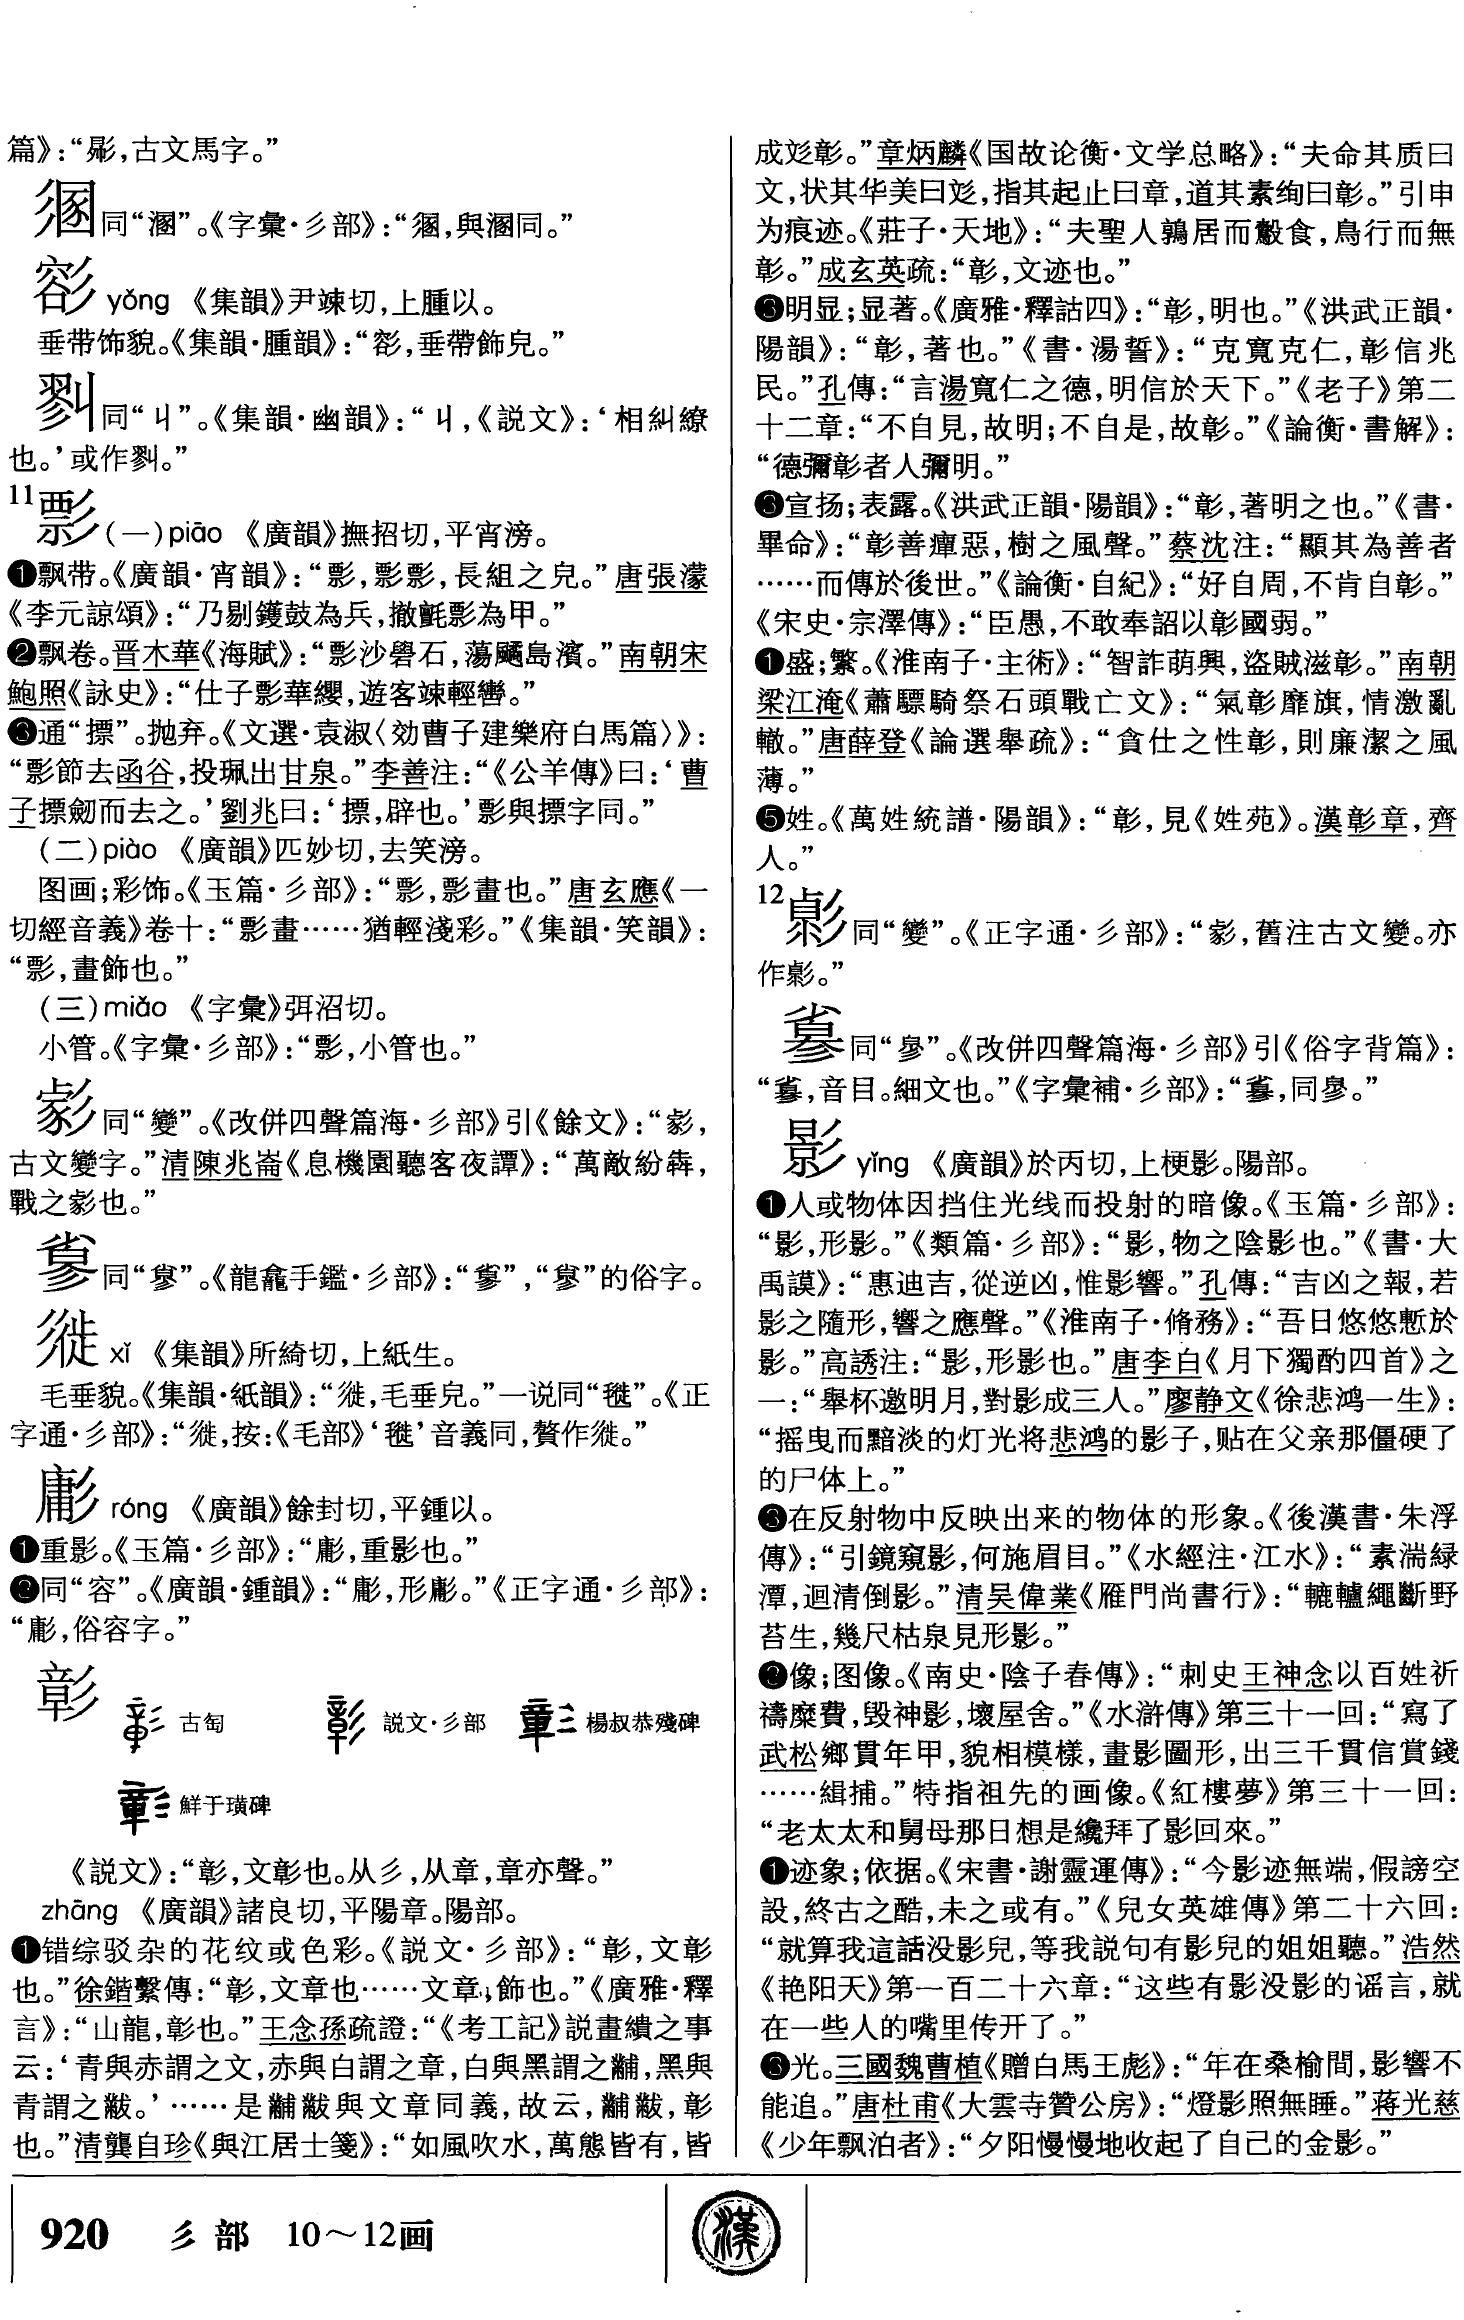 篇》：“影，古文馬字。”
同“溷”。《字彙·彡部》：“，與溷同。”
yǒng 《集韻》尹竦切，上腫以。
垂带饰貌。《集韻·腫韻》：“，垂帶飾皃。”
同“丩”。《集韻·幽韻》：“丩，《説文》：‘相糾繚
也。’或作。”
11
彯(一)piāo 《廣韻》撫招切，平宵滂。
❶飘带。《廣韻·宵韻》：“彯，彯彯，長組之皃。”唐張濛
《李元諒頌》：“乃剔鑊鼓為兵，撤氈彯為甲。”
❷飘卷。晋木華《海賦》：“彯沙礐石，蕩䬍島濱。”南朝宋
鮑照《詠史》：“仕子彯華纓，遊客竦輕轡。”
❸通“摽”。抛弃。《文選·袁淑〈効曹子建樂府白馬篇〉》：
“彯節去函谷，投珮出甘泉。”李善注：“《公羊傳》曰：‘曹
子摽劒而去之。’劉兆曰：‘摽，辟也。’彯與摽字同。”
(二)piào 《廣韻》匹妙切，去笑滂。
图画；彩饰。《玉篇·彡部》：“彯，彯畫也。”唐玄應《一
切經音義》卷十：“彯畫……猶輕淺彩。”《集韻·笑韻》：
“彯，畫飾也。”
(三)miǎo 《字彙》弭沼切。
小管。《字彙·彡部》：“彯，小管也。”
同“變”。《改併四聲篇海·彡部》引《餘文》：“，
古文變字。”清陳兆崙《息機園聽客夜譚》：“萬敵紛犇，
戰之也。”
同“”。《龍龕手鑑·彡部》：“”，“”的俗字。
xǐ 《集韻》所綺切，上紙生。
毛垂貌。《集韻·紙韻》：“，毛垂皃。”一说同“”。《正
字通·彡部》：“，按：《毛部》‘’音義同，贅作。”
róng 《廣韻》餘封切，平鍾以。
❶重影。《玉篇·彡部》：“，重影也。”
❷同“容”。《廣韻·鍾韻》：“，形。”《正字通·彡部》：
“，俗容字。”
彰 古匋 説文·彡部 楊叔恭殘碑
鮮于璜碑
《説文》：“彰，文彰也。从彡，从章，章亦聲。”
zhāng 《廣韻》諸良切，平陽章。陽部。
❶错综驳杂的花纹或色彩。《説文·彡部》：“彰，文彰
也。”徐鍇繫傳：“彰，文章也……文章，飾也。”《廣雅·釋
言》：“山龍，彰也。”王念孫疏證：“《考工記》説畫繢之事
云：‘青與赤謂之文，赤與白謂之章，白與黑謂之黼，黑與
青謂之黻。’……是黼黻與文章同義，故云，黼黻，彰
也。”清龔自珍《與江居士箋》：“如風吹水，萬態皆有，皆
成彣彰。”章炳麟《国故论衡·文学总略》：“夫命其质曰
文，状其华美曰彣，指其起止曰章，道其素绚曰彰。”引申
为痕迹。《莊子·天地》：“夫聖人鶉居而鷇食，鳥行而無
彰。”成玄英疏：“彰，文迹也。”
❷明显；显著。《廣雅·釋詁四》：“彰，明也。”《洪武正韻·
陽韻》：“彰，著也。”《書·湯誓》：“克寬克仁，彰信兆
民。”孔傳：“言湯寬仁之德，明信於天下。”《老子》第二
十二章：“不自見，故明；不自是，故彰。”《論衡·書解》：
“德彌彰者人彌明。”
❸宣扬；表露。《洪武正韻·陽韻》：“彰，著明之也。”《書·
畢命》：“彰善癉惡，樹之風聲。”蔡沈注：“顯其為善者
……而傳於後世。”《論衡·自紀》：“好自周，不肯自彰。”
《宋史·宗澤傳》：“臣愚，不敢奉詔以彰國弱。”
❹盛；繁。《淮南子·主術》：“智詐萌興，盜賊滋彰。”南朝
梁江淹《蕭驃騎祭石頭戰亡文》：“氣彰靡旗，情激亂
轍。”唐薛登《論選舉疏》：“貪仕之性彰，則廉潔之風
薄。”
❺姓。《萬姓統譜·陽韻》：“彰，見《姓苑》。漢彰章，齊
人。”
12
同“變”。《正字通·彡部》：“，舊注古文變。亦
作。”
同“參”。《改併四聲篇海·彡部》引《俗字背篇》：
“，音目。細文也。”《字彙補·彡部》：“，同㣎。”
影 yǐng 《廣韻》於丙切，上梗影。陽部。
❶人或物体因挡住光线而投射的暗像。《玉篇·彡部》：
“影，形影。”《類篇·彡部》：“影，物之陰影也。”《書·大
禹謨》：“惠迪吉，從逆凶，惟影響。”孔傳：“吉凶之報，若
影之隨形，響之應聲。”《淮南子·脩務》：“吾日悠悠慙於
影。”高誘注：“影，形影也。”唐李白《月下獨酌四首》之
一：“舉杯邀明月，對影成三人。”廖静文《徐悲鸿一生》：
“摇曳而黯淡的灯光将悲鸿的影子，贴在父亲那僵硬了
的尸体上。”
❷在反射物中反映出来的物体的形象。《後漢書·朱浮
傳》：“引鏡窺影，何施眉目。”《水經注·江水》：“素湍緑
潭，迴清倒影。”清吴偉業《雁門尚書行》：“轆轤繩斷野
苔生，幾尺枯泉見形影。”
❸像；图像。《南史·陰子春傳》：“刺史王神念以百姓祈
禱糜費，毁神影，壞屋舍。”《水滸傳》第三十一回：“寫了
武松鄉貫年甲，貌相模樣，畫影圖形，出三千貫信賞錢
……緝捕。”特指祖先的画像。《紅樓夢》第三十一回：
“老太太和舅母那日想是纔拜了影回來。”
❹迹象；依据。《宋書·謝靈運傳》：“今影迹無端，假謗空
設，終古之酷，未之或有。”《兒女英雄傳》第二十六回：
“就算我這話没影兒，等我説句有影兒的姐姐聽。”浩然
《艳阳天》第一百二十六章：“这些有影没影的谣言，就
在一些人的嘴里传开了。”
❺光。三國魏曹植《贈白馬王彪》：“年在桑榆間，影響不
能追。”唐杜甫《大雲寺贊公房》：“燈影照無睡。”蒋光慈
《少年飘泊者》：“夕阳慢慢地收起了自己的金影。”
920 彡部 10～12画
漢